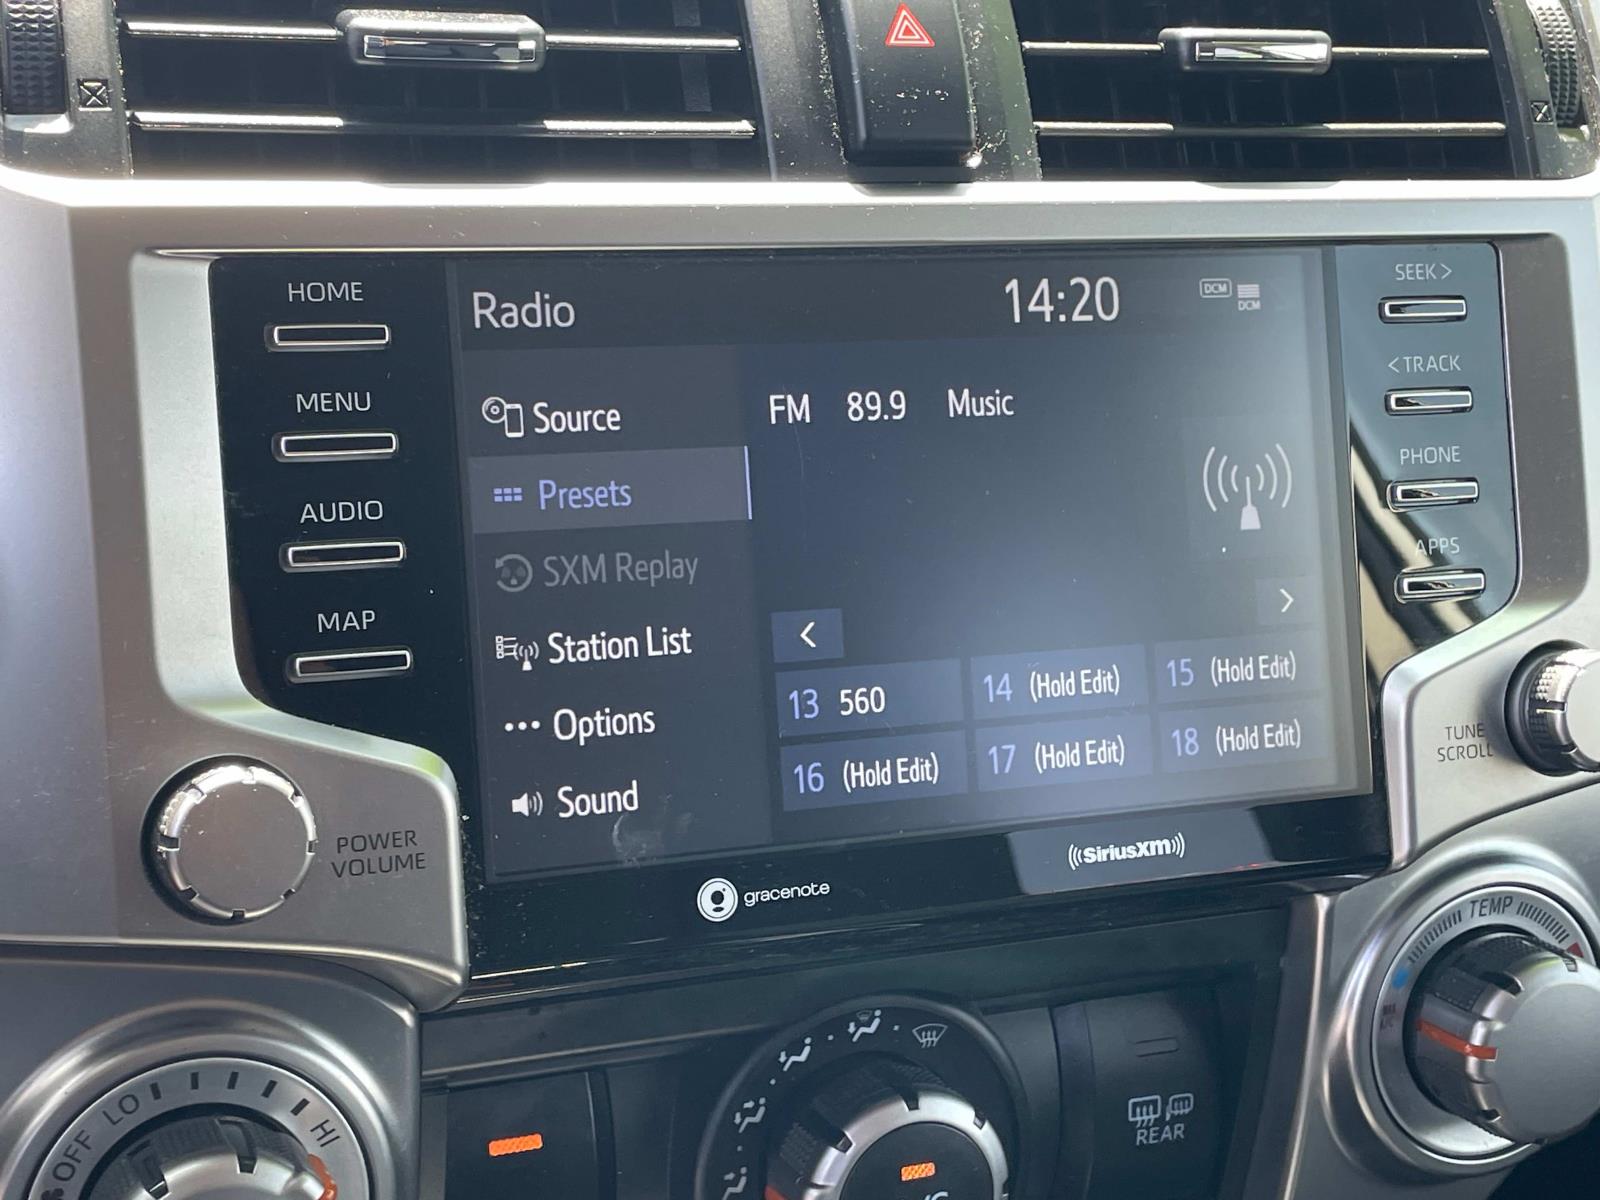 HOME
MENU
AUDIO
MAP
POWER
VOLUME
Radio
14:20
DCM
DCM
Source
Presets
SXM Replay
Station List
Options
Sound
FM 89.9 Music
<
>
13 560
14 (Hold Edit)
15 (Hold Edit)
16 (Hold Edit)
17 (Hold Edit)
18 (Hold Edit)
gracenote
SiriusXM
SEEK >
< TRACK
PHONE
APPS
TUNE
SCROLL
TEMP
MAX
A/C
OFF LO HI
REAR